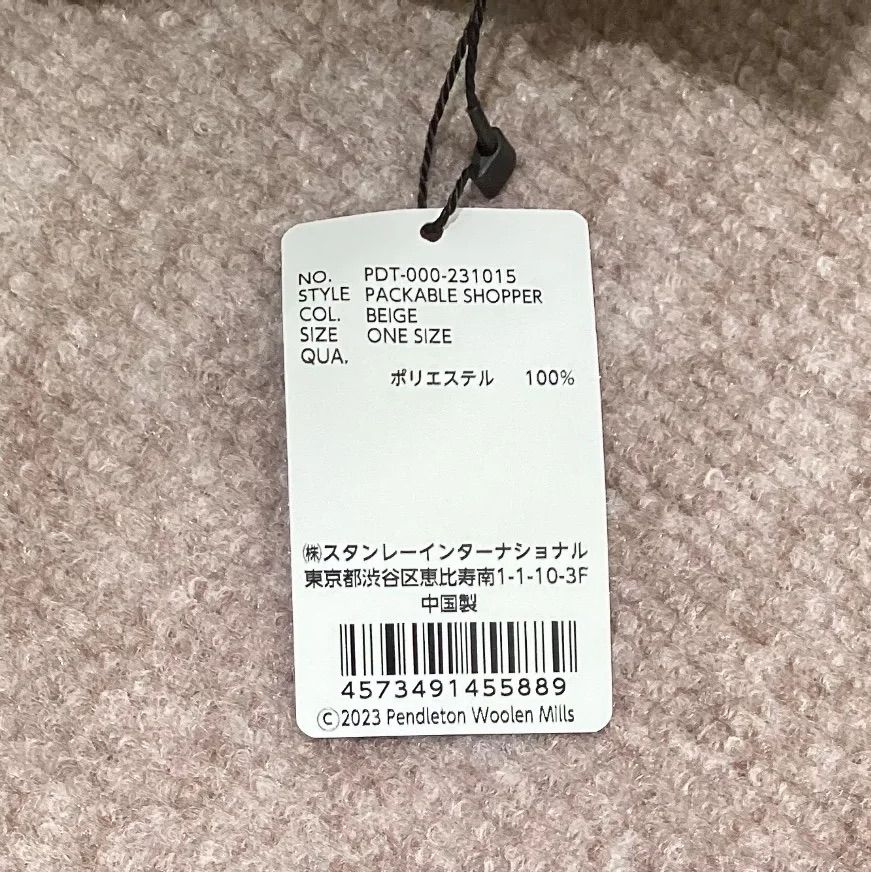 NO. PDT-000-231015
STYLE PACKABLE SHOPPER
COL. BEIGE
SIZE ONE SIZE
QUA.
ポリエステル 100%
㈱スタンレーインターナショナル
東京都渋谷区恵比寿南1-1-10-3F
中国製
4573491455889
©2023 Pendleton Woolen Mills